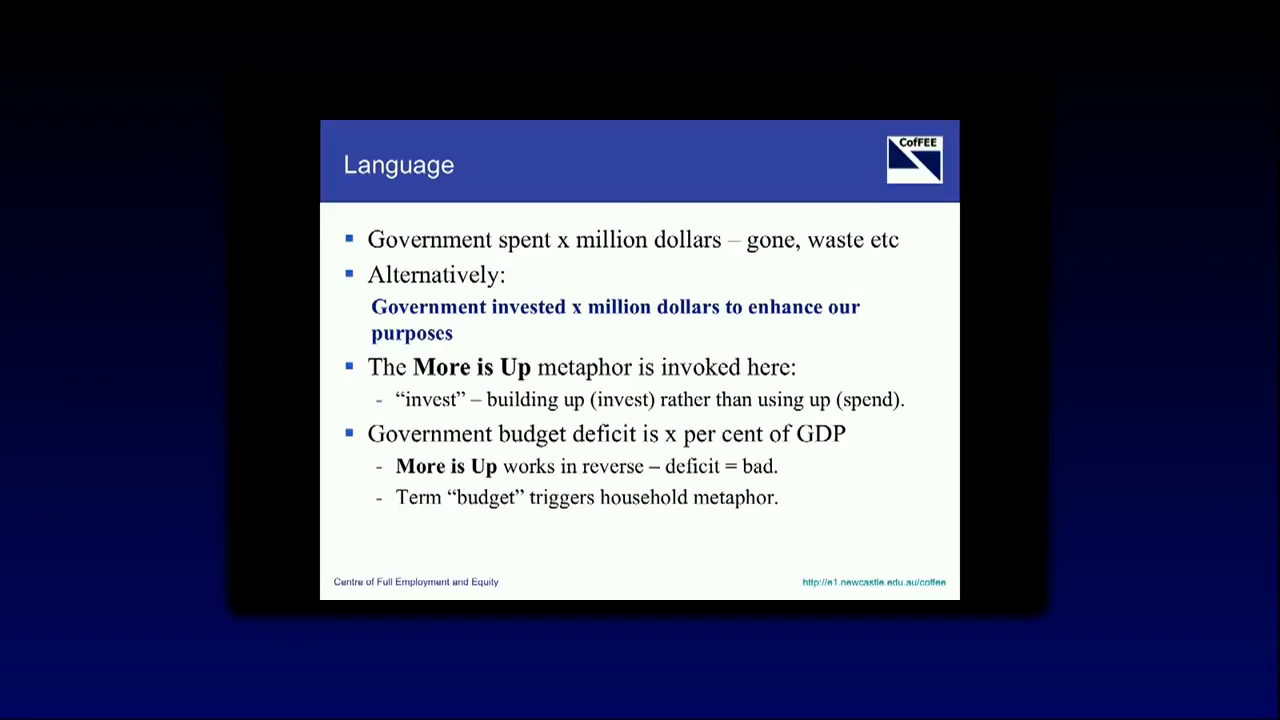 Language
CofFEE
Government spent x million dollars – gone, waste etc
Alternatively:
Government invested x million dollars to enhance our
purposes
The More is Up metaphor is invoked here:
- “invest” – building up (invest) rather than using up (spend).
Government budget deficit is x per cent of GDP
- More is Up works in reverse – deficit = bad.
- Term “budget” triggers household metaphor.
Centre of Full Employment and Equity
http://e1.newcastle.edu.au/coffee